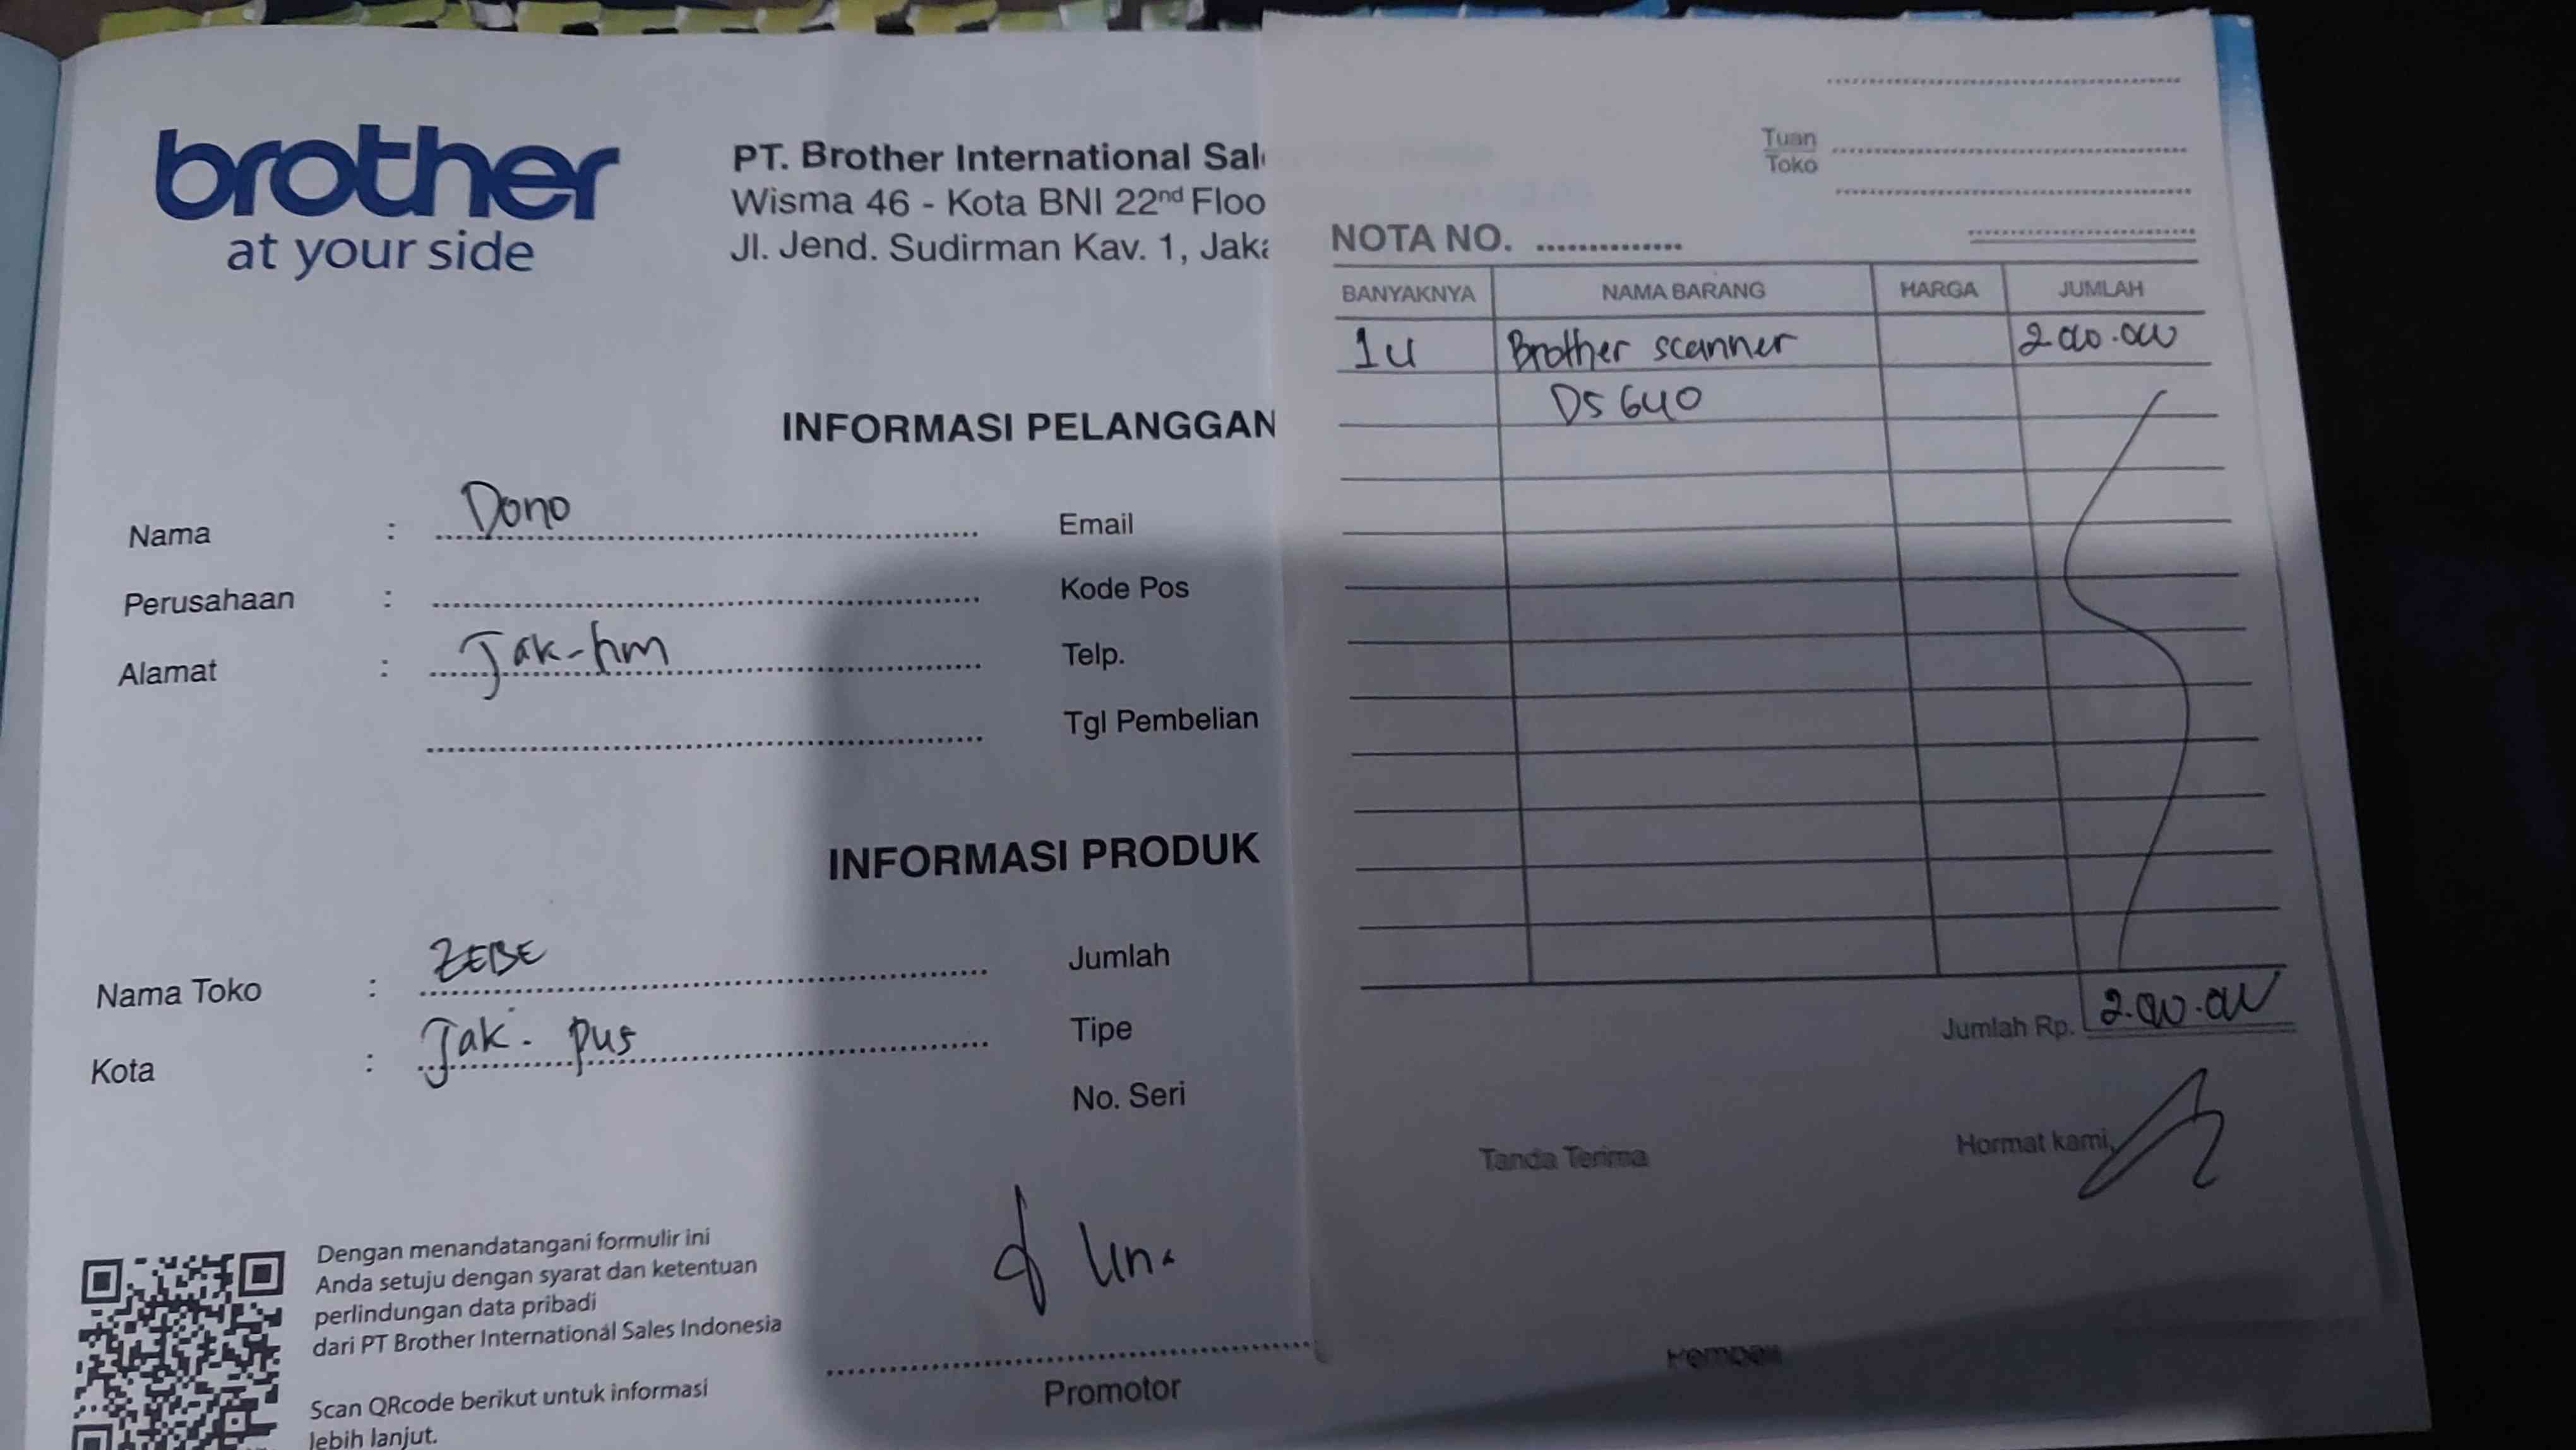 brother
at your side
PT. Brother International Sal
Wisma 46 - Kota BNI 22nd Floo
Jl. Jend. Sudirman Kav. 1, Jaka
INFORMASI PELANGGAN
Nama : Dono
Perusahaan :
Alamat : Jak-tim
Email
Kode Pos
Telp.
Tgl Pembelian
INFORMASI PRODUK
Nama Toko : ZEBE
Kota : Jak. pus
Jumlah
Tipe
No. Seri
Dengan menandatangani formulir ini
Anda setuju dengan syarat dan ketentuan
perlindungan data pribadi
dari PT Brother International Sales Indonesia
Scan QRcode berikut untuk informasi
lebih lanjut.
Promotor
Tuan
Toko
NOTA NO.
BANYAKNYA NAMA BARANG HARGA JUMLAH
1u Brother scanner 2.000.000
DS 640
Jumlah Rp. 2.000.000
Tanda Terima
Hormat kami,